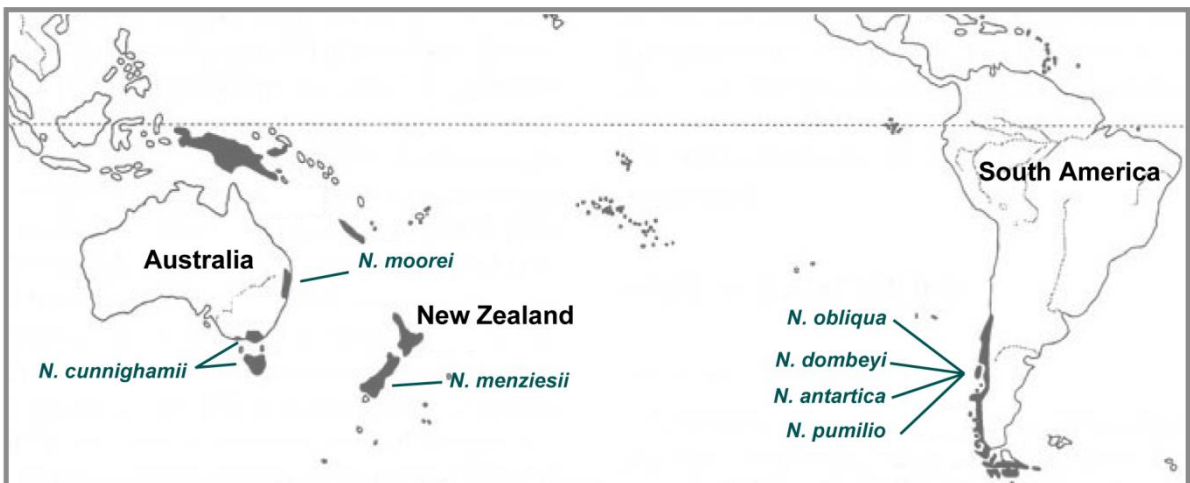 South America
Australia
N. moorei
New Zealand
N. obliqua
N. cunnighamii
N. menziesii
N. dombeyi
N. antartica
N. pumilio